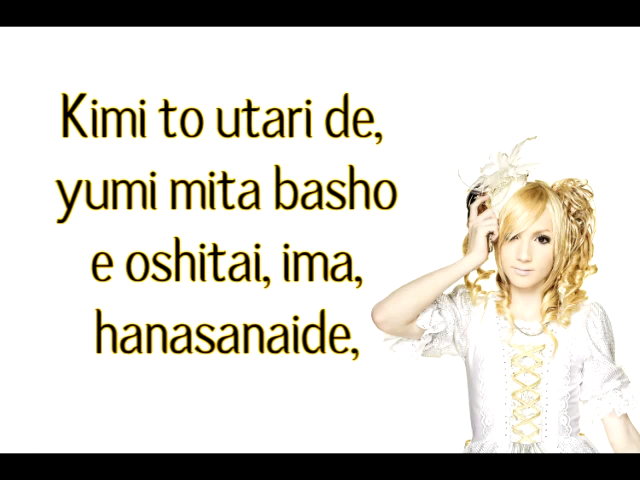 Kimi to utari de,
yumi mita basho
e oshitai, ima,
hanasanaide,